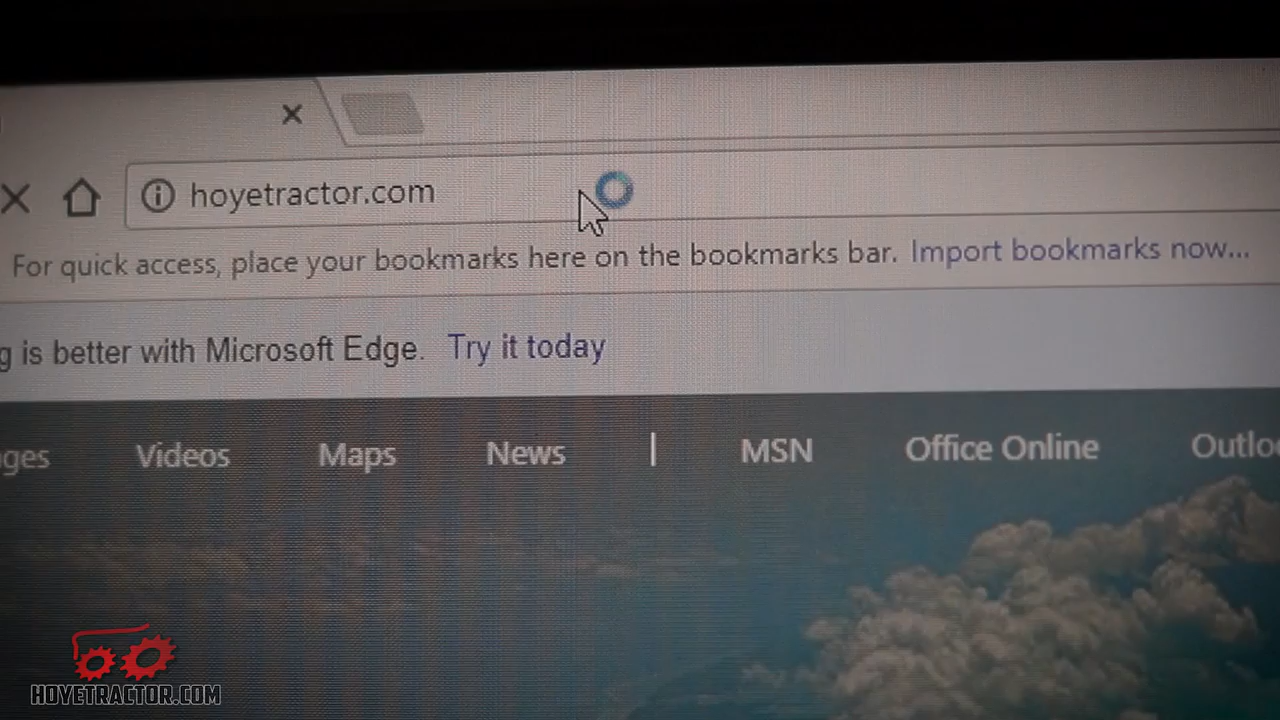 hoyetractor.com
For quick access, place your bookmarks here on the bookmarks bar. Import bookmarks now...
g is better with Microsoft Edge. Try it today
ges Videos Maps News | MSN Office Online Outlo
HOYETRACTOR.COM